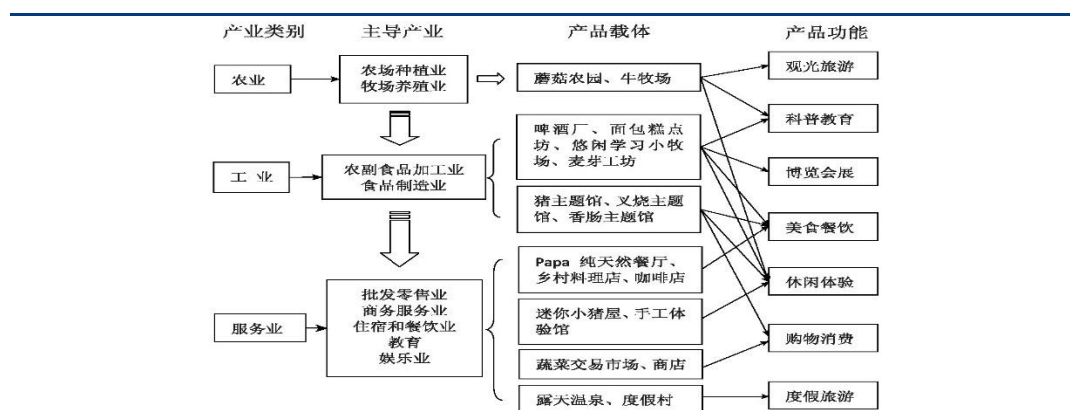 产业类别
主导产业
产品载体
产品功能
农业
农场种植业
牧场养殖业
蘑菇农园、牛牧场
观光旅游
科普教育
工业
农副食品加工业
食品制造业
啤酒厂、面包糕点
坊、悠闲学习小牧
场、麦芽工坊
博览会展
猪主题馆、叉烧主题
馆、香肠主题馆
美食餐饮
服务业
批发零售业
商务服务业
住宿和餐饮业
教育
娱乐业
Papa 纯天然餐厅、
乡村料理店、咖啡店
休闲体验
迷你小猪屋、手工体
验馆
购物消费
蔬菜交易市场、商店
露天温泉、度假村
度假旅游